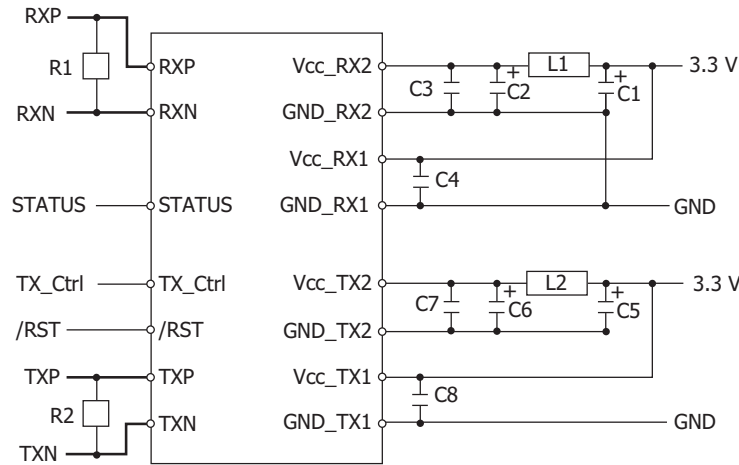 RXP
R1
RXN
STATUS
TX_Ctrl
/RST
TXP
R2
TXN
RXP
RXN
STATUS
TX_Ctrl
/RST
TXP
TXN
Vcc_RX2
GND_RX2
Vcc_RX1
GND_RX1
Vcc_TX2
GND_TX2
Vcc_TX1
GND_TX1
C3
+
C2
L1
+
C1
3.3 V
C4
GND
C7
+
C6
L2
+
C5
3.3 V
C8
GND